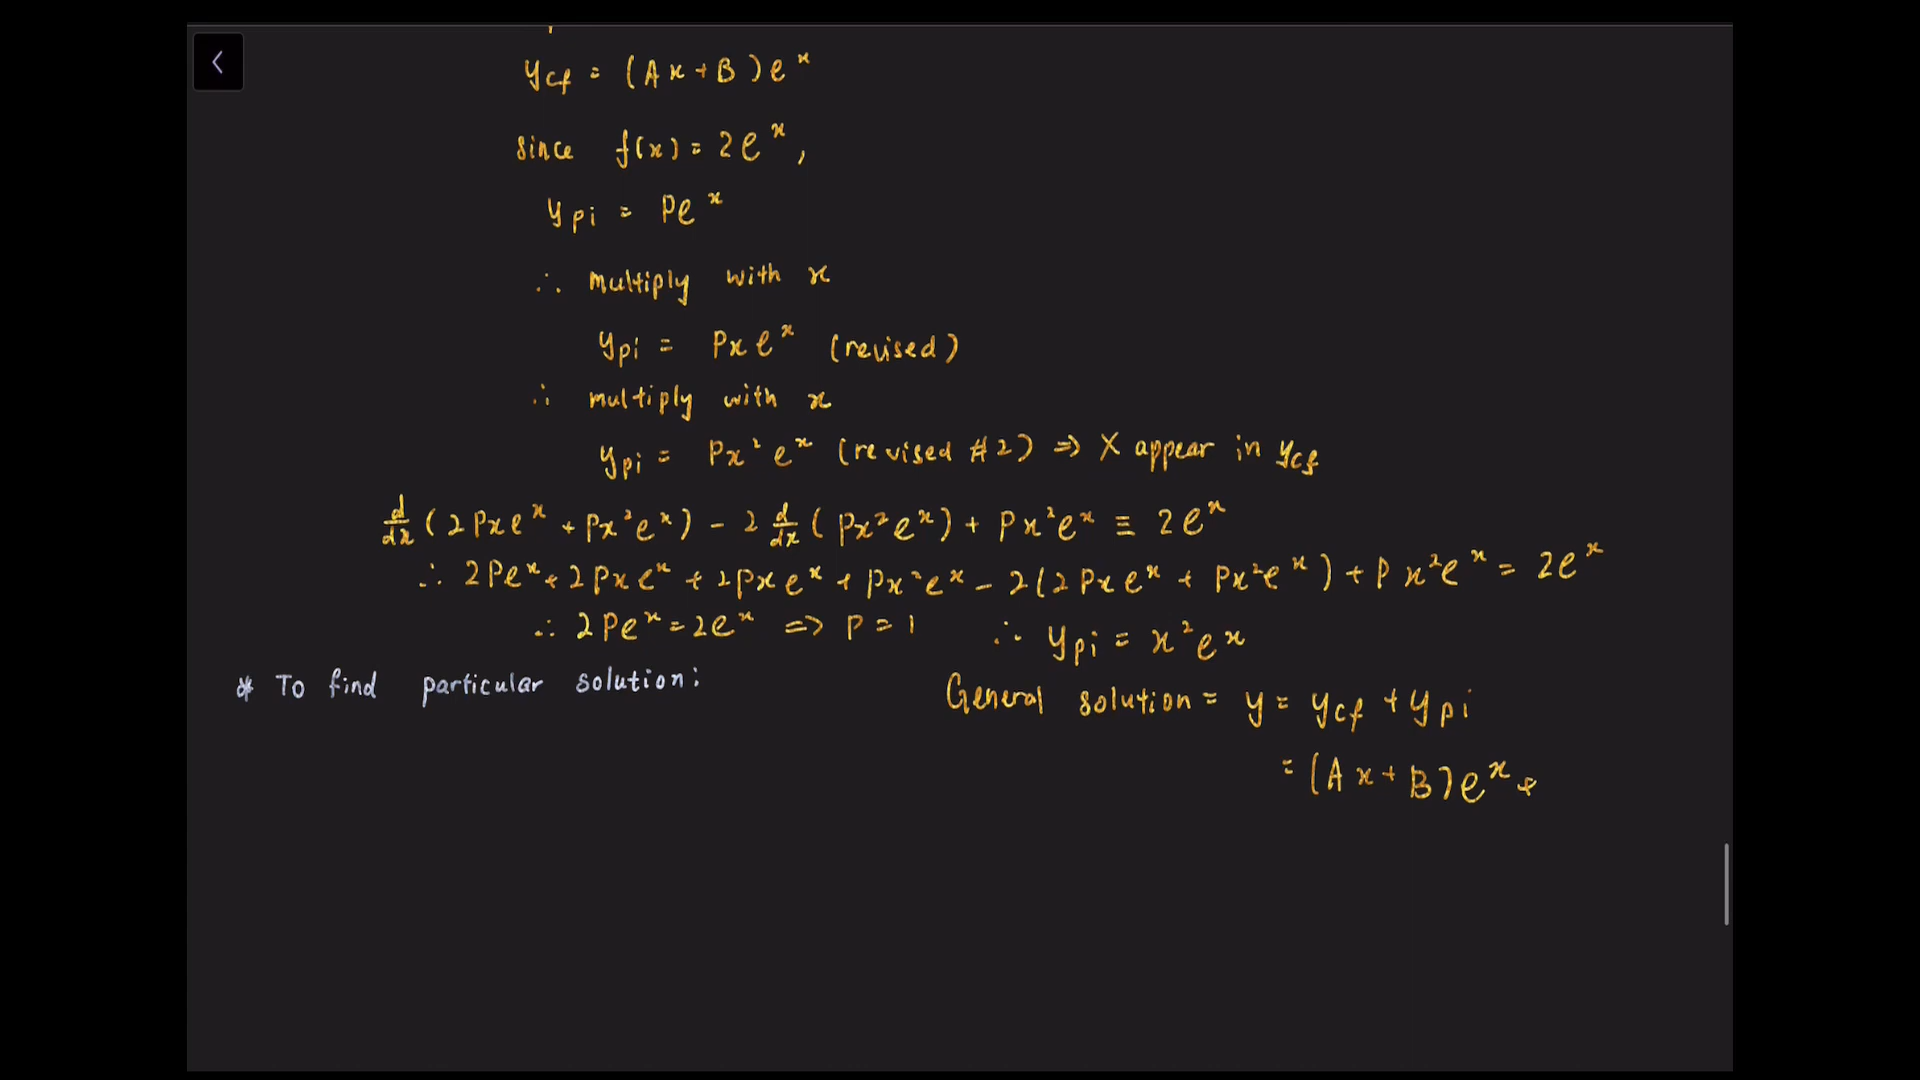 y_cf = (Ax + B)e^x
since f(x) = 2e^x,
y_pi = Pe^x
∴ multiply with x
y_pi = Pxe^x (revised)
∴ multiply with x
y_pi = Px²e^x (revised #2) ⇒ X appear in y_cf
d/dx (2Pxe^x + Px²e^x) - 2 d/dx (Px²e^x) + Px²e^x ≡ 2e^x
∴ 2Pe^x + 2Pxe^x + 2Pxe^x + Px²e^x - 2(2Pxe^x + Px²e^x) + Px²e^x = 2e^x
∴ 2Pe^x = 2e^x ⇒ P = 1 ∴ y_pi = x²e^x
* To find particular solution:
General solution = y = y_cf + y_pi
= (Ax + B)e^x +